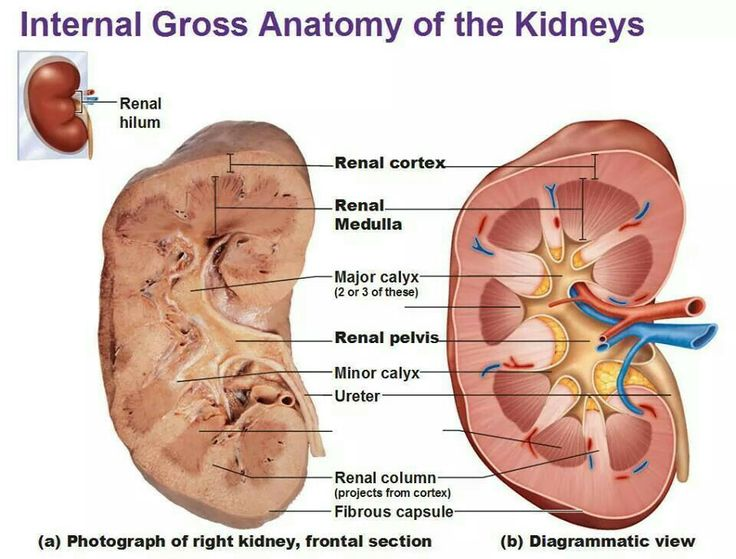 Internal Gross Anatomy of the Kidneys
Renal
hilum
Renal cortex
Renal
Medulla
Major calyx
(2 or 3 of these)
Renal pelvis
Minor calyx
Ureter
Renal column
(projects from cortex)
Fibrous capsule
(a) Photograph of right kidney, frontal section
(b) Diagrammatic view